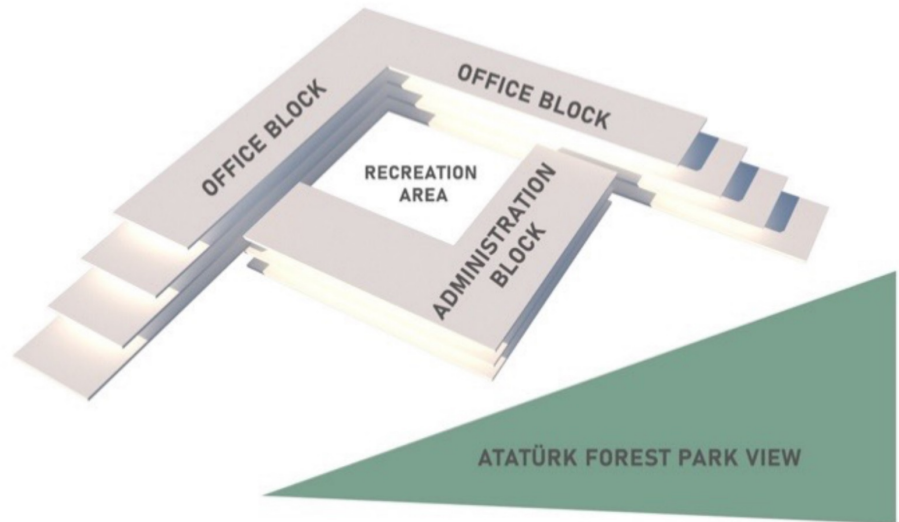 OFFICE BLOCK
OFFICE BLOCK
RECREATION
AREA
ADMINISTRATION
BLOCK
ATATÜRK FOREST PARK VIEW